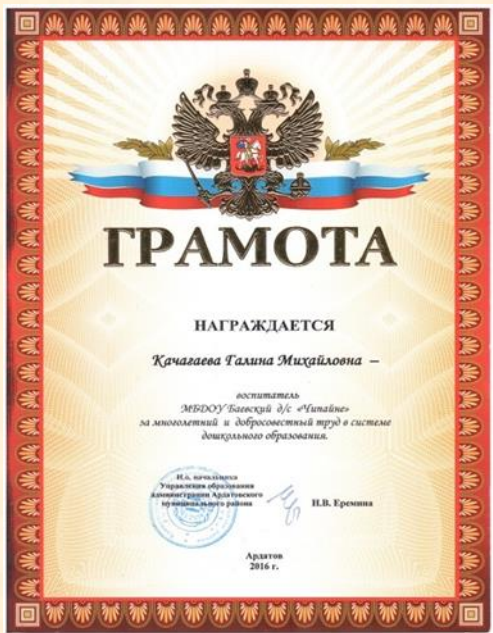 ГРАМОТА
НАГРАЖДАЕТСЯ
Качагаева Галина Михайловна –
воспитатель
МБДОУ Баевский д/с «Чипайне»
за многолетний и добросовестный труд в системе
дошкольного образования.
И.о. начальника
Управления образования
администрации Ардатовского
муниципального района
Н.В. Еремина
Ардатов
2016 г.